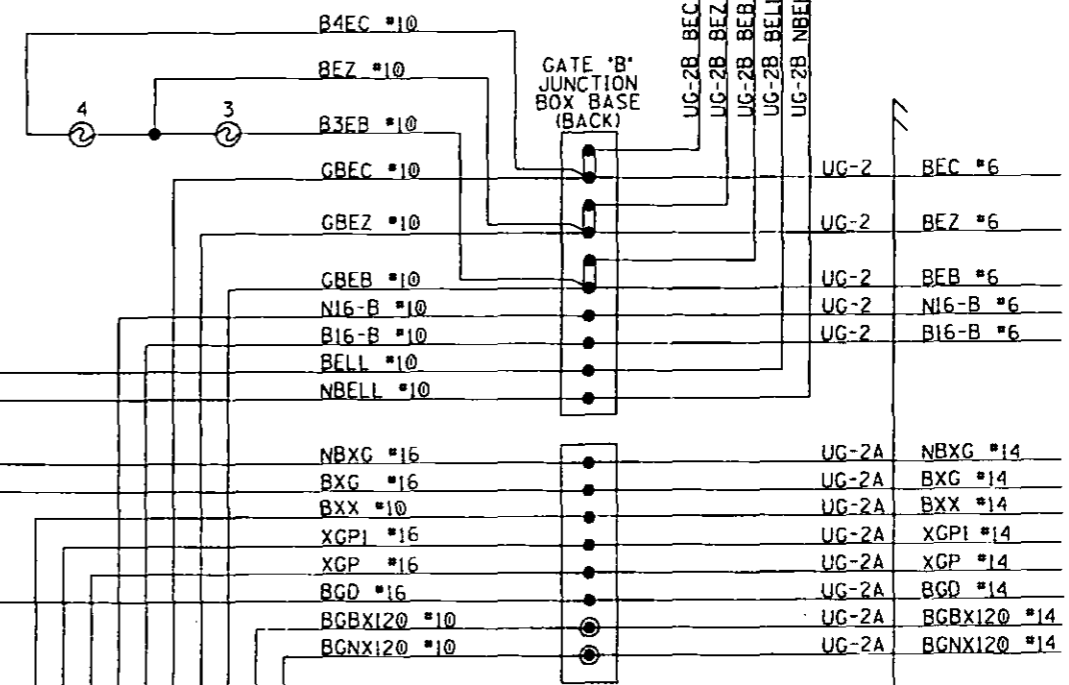 B4EC #10
BEZ #10
GATE "B"
JUNCTION
BOX BASE
(BACK)
UG-2B BEC
UG-2B BEZ
UG-2B BEB
UG-2B BELL
UG-2B NBELL
4
3
B3EB #10
GBEC #10
UG-2 BEC #6
GBEZ #10
UG-2 BEZ #6
GBEB #10
UG-2 BEB #6
N16-B #10
UG-2 N16-B #6
B16-B #10
UG-2 B16-B #6
BELL #10
NBELL #10
NBXG #16
UG-2A NBXG #14
BXG #16
UG-2A BXG #14
BXX #10
UG-2A BXX #14
XGP1 #16
UG-2A XGP1 #14
XGP #16
UG-2A XGP #14
BGD #16
UG-2A BGD #14
BGBX120 #10
UG-2A BGBX120 #14
BGNX120 #10
UG-2A BGNX120 #14